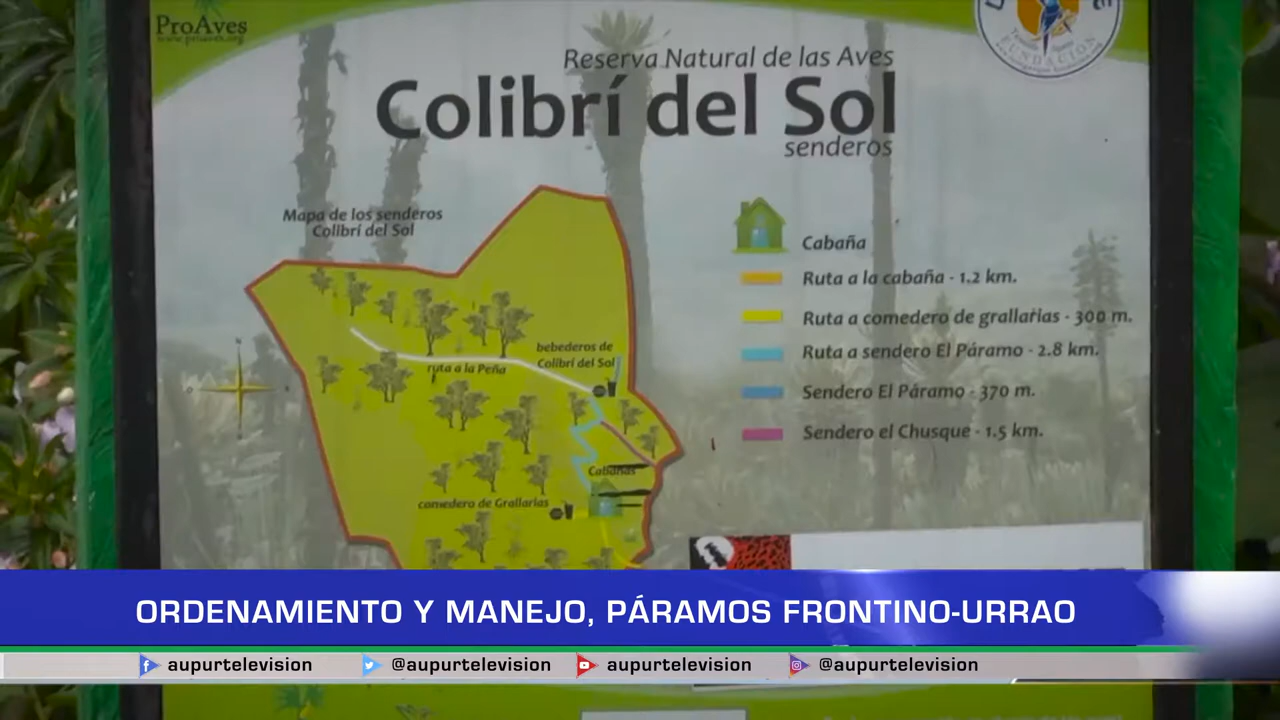 ProAves
www.proaves.org
FUNDACIÓN
Reserva Natural de las Aves
Colibrí del Sol
senderos
Mapa de los senderos
Colibrí del Sol
Cabaña
Ruta a la cabaña - 1.2 km.
Ruta a comedero de grallarias - 300 m.
Ruta a sendero El Páramo - 2.8 km.
Sendero El Páramo - 370 m.
Sendero el Chusque - 1.5 km.
bebederos de
Colibrí del Sol
ruta a la Peña
Cabañas
comedero de Grallarias
ORDENAMIENTO Y MANEJO, PÁRAMOS FRONTINO-URRAO
aupurtelevision
@aupurtelevision
aupurtelevision
@aupurtelevision